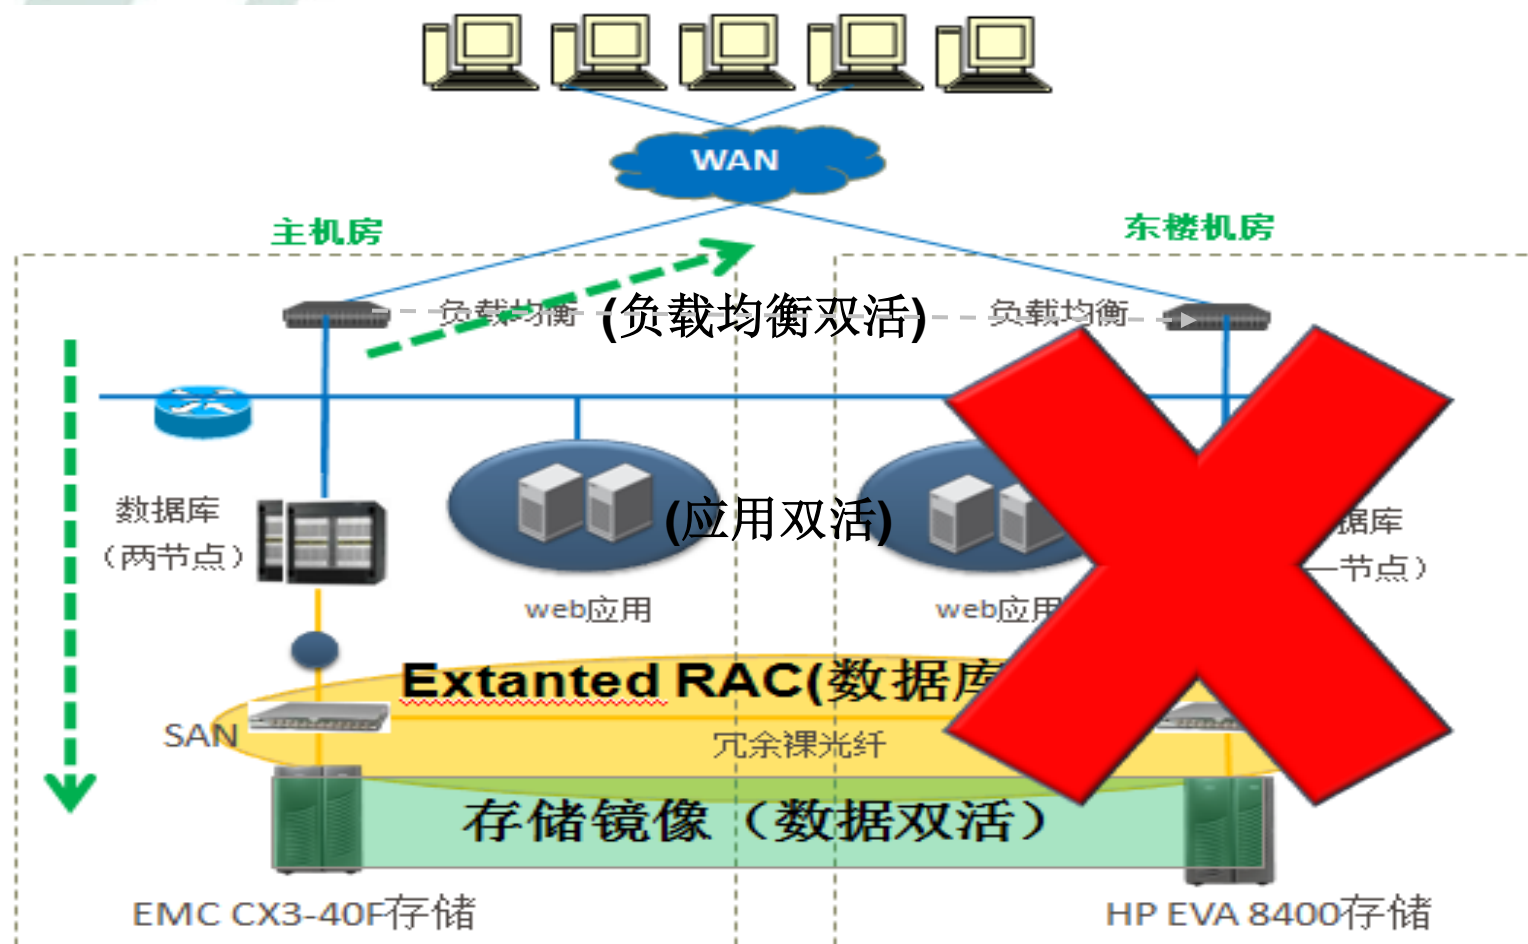 WAN
主机房
东楼机房
负载均衡
(负载均衡双活)
负载均衡
数据库
（两节点）
(应用双活)
据库
一节点）
web应用
web应用
Extanted RAC(数据库
SAN
冗余裸光纤
存储镜像（数据双活）
EMC CX3-40F存储
HP EVA 8400存储